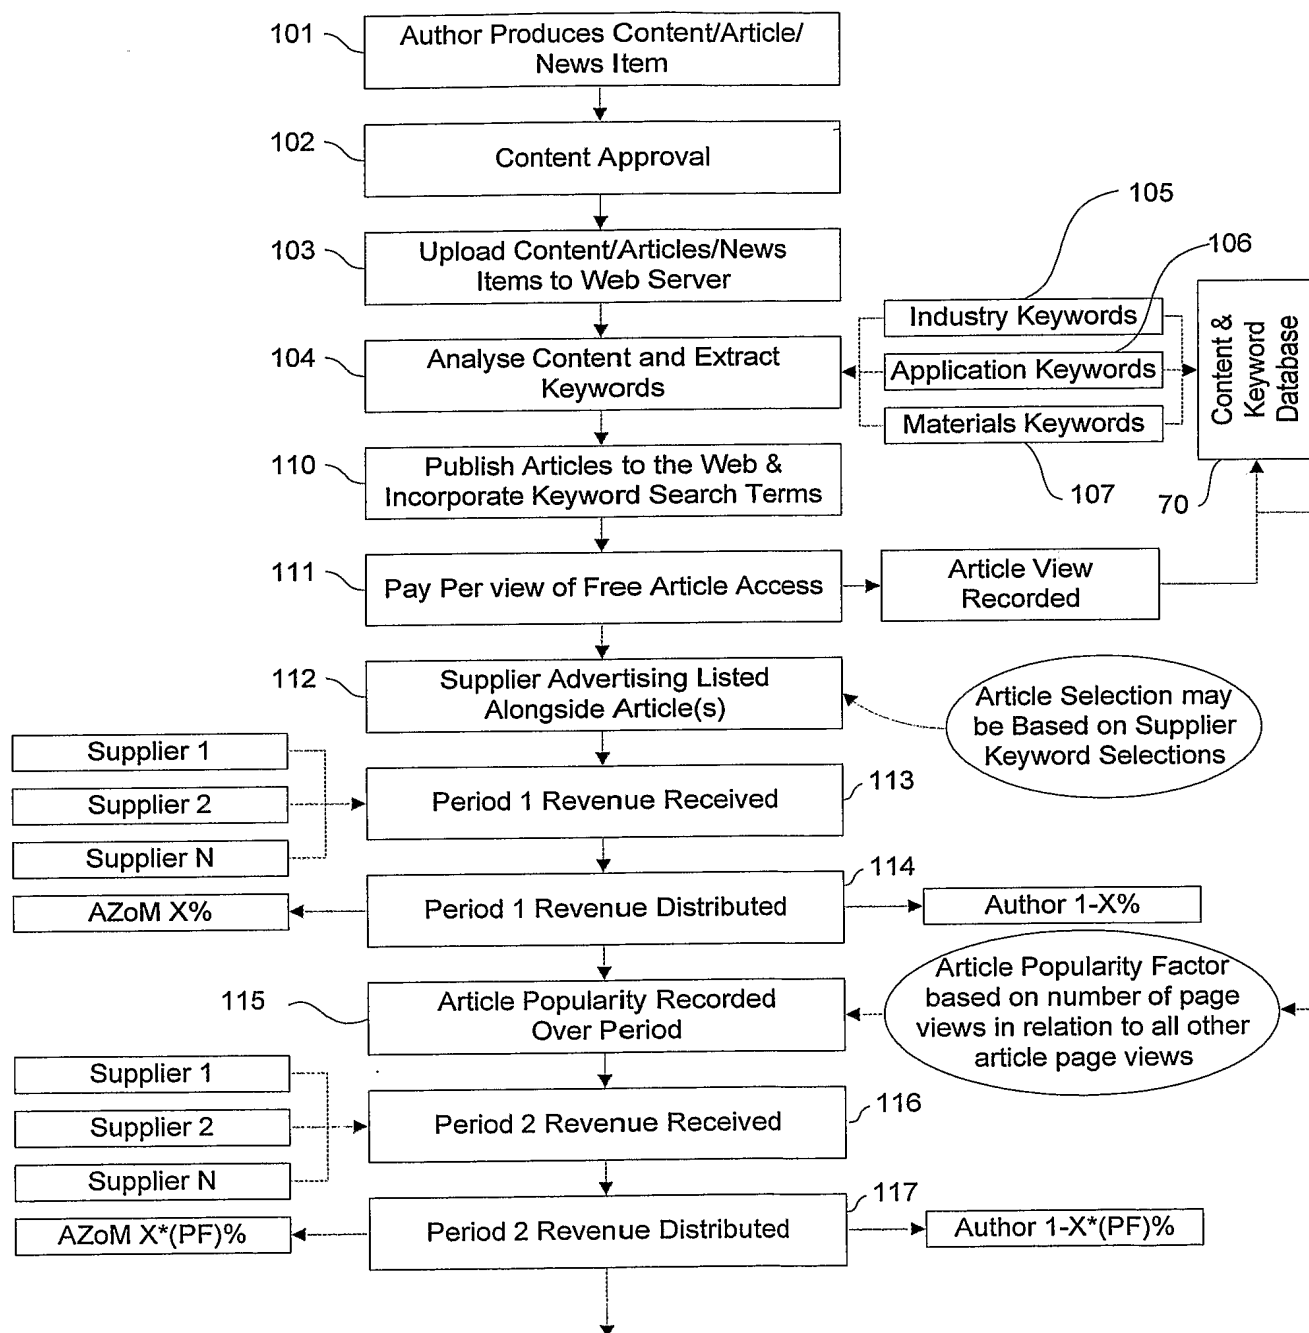 101
Author Produces Content/Article/
News Item
102
Content Approval
103
Upload Content/Articles/News
Items to Web Server
104
Analyse Content and Extract
Keywords
105
Industry Keywords
106
Application Keywords
Materials Keywords
107
Content &
Keyword
Database
70
110
Publish Articles to the Web &
Incorporate Keyword Search Terms
111
Pay Per view of Free Article Access
Article View
Recorded
112
Supplier Advertising Listed
Alongside Article(s)
Article Selection may
be Based on Supplier
Keyword Selections
Supplier 1
Supplier 2
Supplier N
Period 1 Revenue Received
113
AZoM X%
Period 1 Revenue Distributed
114
Author 1-X%
115
Article Popularity Recorded
Over Period
Article Popularity Factor
based on number of page
views in relation to all other
article page views
Supplier 1
Supplier 2
Supplier N
Period 2 Revenue Received
116
AZoM X*(PF)%
Period 2 Revenue Distributed
117
Author 1-X*(PF)%